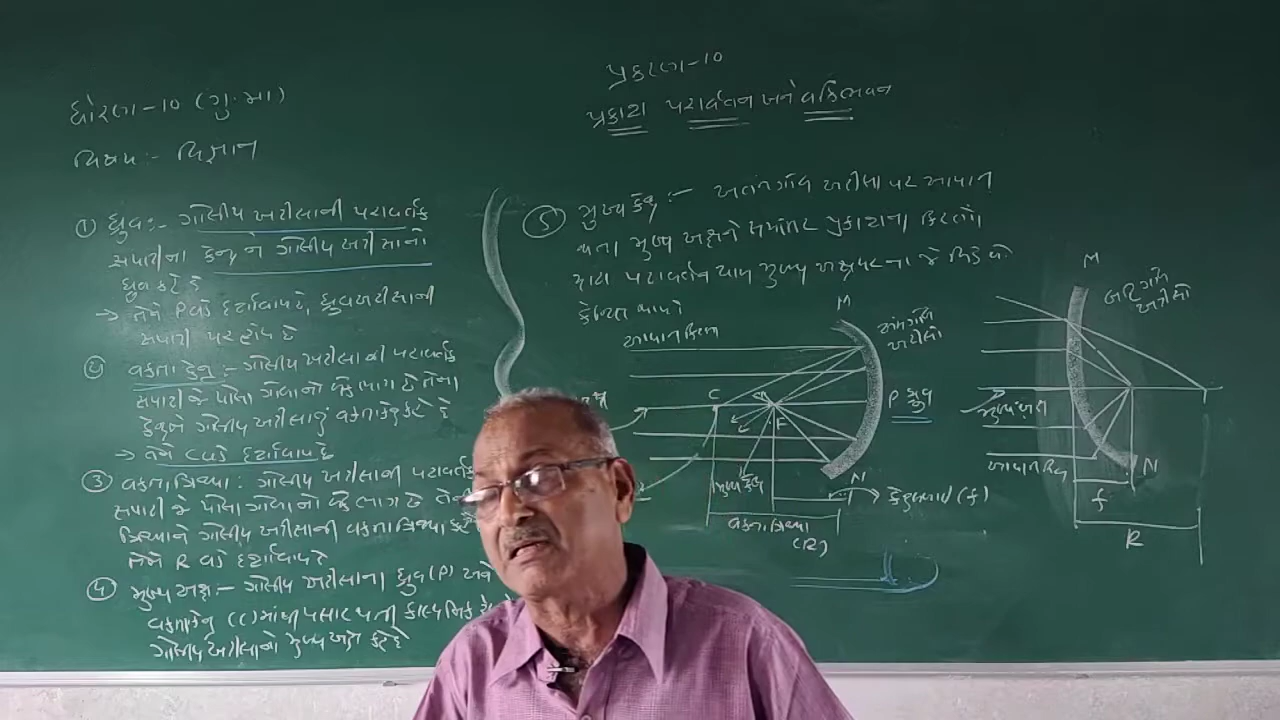 ધોરણ-10 (ગુ.મા)
વિષય :- વિજ્ઞાન
પ્રકરણ-10
પ્રકાશ પરાવર્તન અને વક્રિભવન
① ધ્રુવ :- ગોલીય અરીસાની પરાવર્તક
સપાટીના કેન્દ્રને ગોલીય અરીસાનો
ધ્રુવ કહે છે
→ તેને P વડે દર્શાવાય છે, ધ્રુવ અરીસાની
સપાટી પર હોય છે
② વક્રતા કેન્દ્ર :- ગોલીય અરીસાની પરાવર્તક
સપાટી જે પોલા ગોળાનો ભાગ છે તેના
કેન્દ્રને ગોલીય અરીસાનું વક્રતાકેન્દ્ર કહે છે
→ તેને C વડે દર્શાવાય છે
③ વક્રતાત્રિજ્યા : ગોલીય અરીસાની પરાવર્તક
સપાટી જે પોલા ગોળાનો ભાગ છે
ત્રિજ્યાને ગોલીય અરીસાની વક્રતાત્રિજ્યા
તેને R વડે દર્શાવાય છે
④ મુખ્ય અક્ષ :- ગોલીય અરીસાના ધ્રુવ (P) અને
વક્રતાકેન્દ્ર (C) માંથી પસાર થતી કાલ્પનિક
ગોલીય અરીસાનો મુખ્ય અક્ષ કહે છે
⑤ મુખ્ય કેન્દ્ર :- અંતર્ગોળ અરીસા પર આપાત
થતા મુખ્ય અક્ષને સમાંતર પ્રકાશના કિરણો
પરાવર્તન પામી મુખ્ય અક્ષ પરના જે બિંદુએ
કેન્દ્રિત થાય
આપાત કિરણ
M
અંતર્ગોળ
અરીસો
C
F
P ધ્રુવ
મુખ્ય કેન્દ્ર
N
કેન્દ્રલંબાઈ (f)
વક્રતાત્રિજ્યા
(R)
M
બહિર્ગોળ
અરીસો
મુખ્ય અક્ષ
આપાત કિરણ
N
f
R